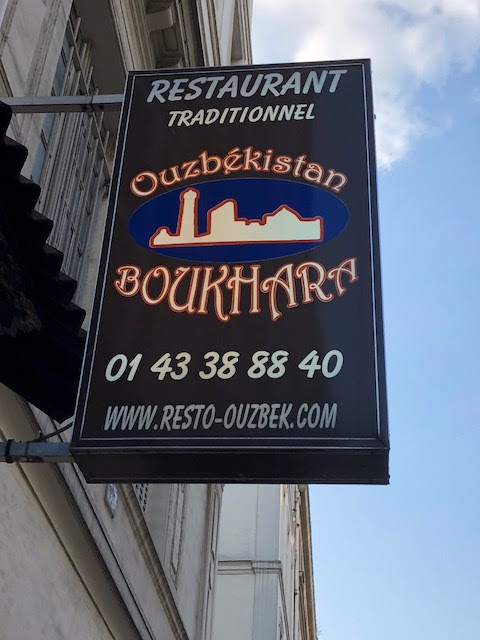 RESTAURANT
TRADITIONNEL
Ouzbékistan
BOUKHARA
01 43 38 88 40
WWW.RESTO-OUZBEK.COM